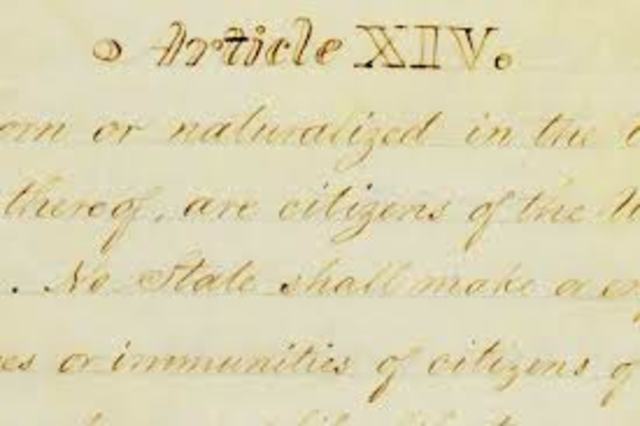 Article XIV.
orn or naturalized in the
thereof, are citizens of the
. No State shall make or
es or immunities of citizens of